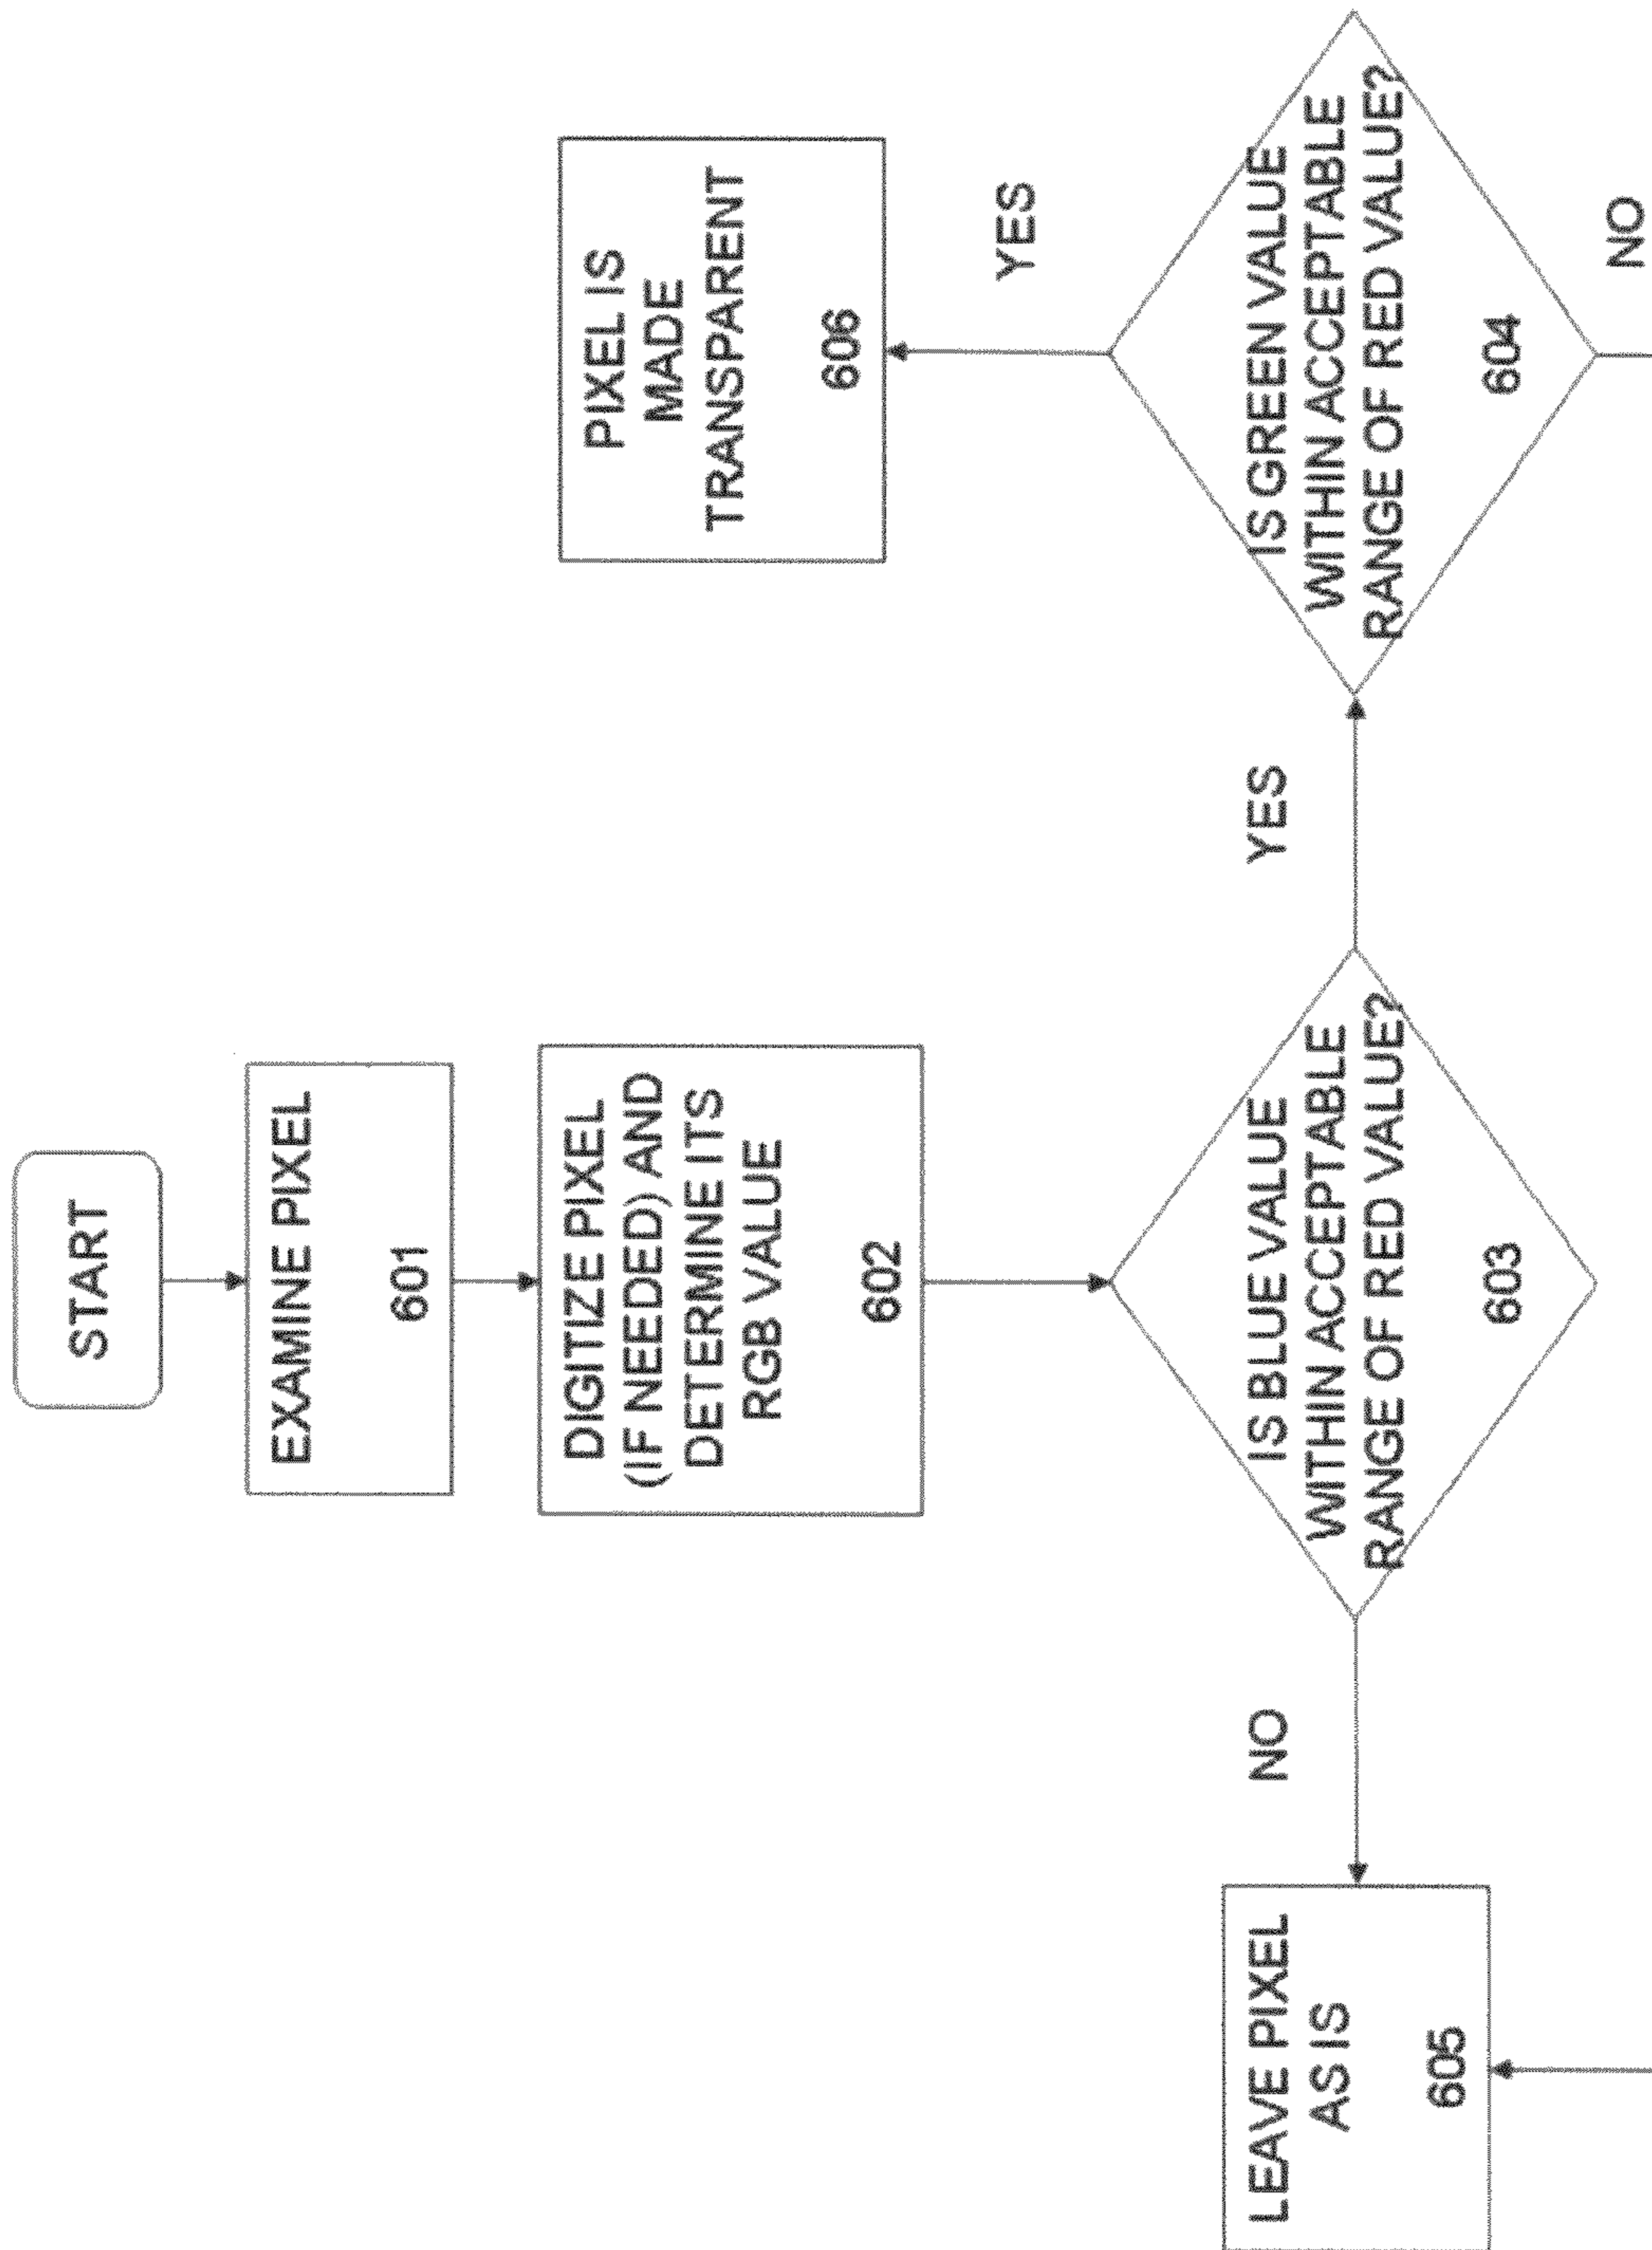 START
EXAMINE PIXEL
601
DIGITIZE PIXEL
(IF NEEDED) AND
DETERMINE ITS
RGB VALUE
602
IS BLUE VALUE
WITHIN ACCEPTABLE
RANGE OF RED VALUE?
603
NO
LEAVE PIXEL
AS IS
605
YES
IS GREEN VALUE
WITHIN ACCEPTABLE
RANGE OF RED VALUE?
604
YES
PIXEL IS
MADE
TRANSPARENT
606
NO